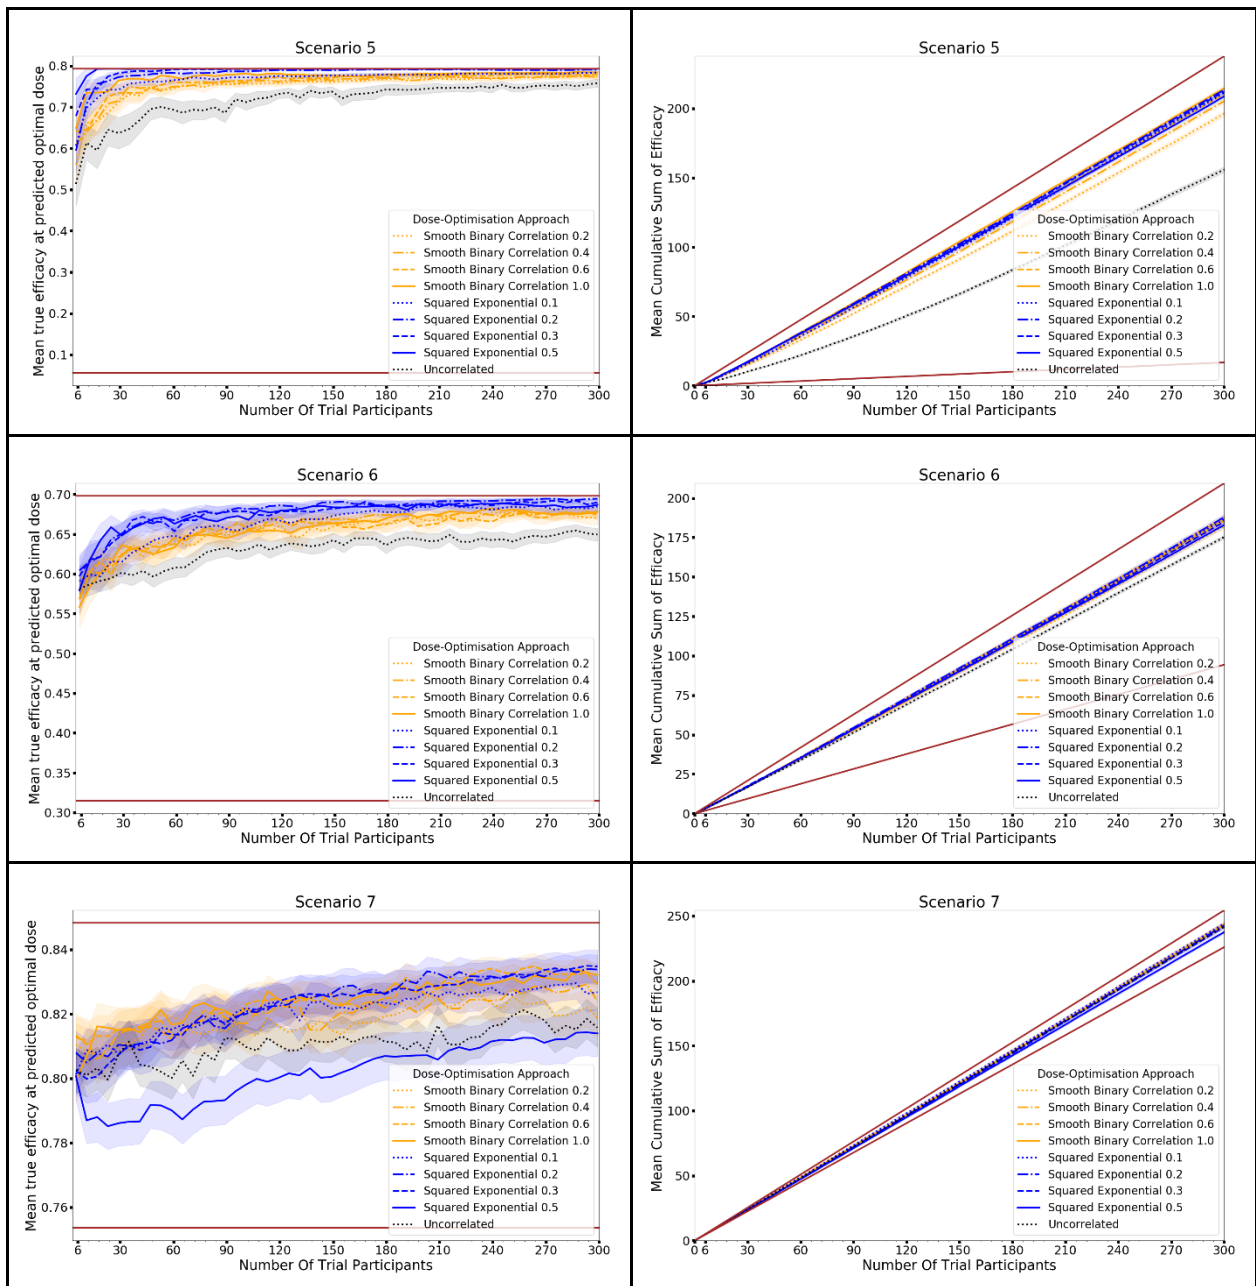 Scenario 5
Mean true efficacy at predicted optimal dose
0.8
0.7
0.6
0.5
0.4
0.3
0.2
0.1
Dose-Optimisation Approach
Smooth Binary Correlation 0.2
Smooth Binary Correlation 0.4
Smooth Binary Correlation 0.6
Smooth Binary Correlation 1.0
Squared Exponential 0.1
Squared Exponential 0.2
Squared Exponential 0.3
Squared Exponential 0.5
Uncorrelated
6 30 60 90 120 150 180 210 240 270 300
Number Of Trial Participants
Scenario 5
Mean Cumulative Sum of Efficacy
200
150
100
50
0
Dose-Optimisation Approach
Smooth Binary Correlation 0.2
Smooth Binary Correlation 0.4
Smooth Binary Correlation 0.6
Smooth Binary Correlation 1.0
Squared Exponential 0.1
Squared Exponential 0.2
Squared Exponential 0.3
Squared Exponential 0.5
Uncorrelated
0 6 30 60 90 120 150 180 210 240 270 300
Number Of Trial Participants
Scenario 6
Mean true efficacy at predicted optimal dose
0.70
0.65
0.60
0.55
0.50
0.45
0.40
0.35
0.30
Dose-Optimisation Approach
Smooth Binary Correlation 0.2
Smooth Binary Correlation 0.4
Smooth Binary Correlation 0.6
Smooth Binary Correlation 1.0
Squared Exponential 0.1
Squared Exponential 0.2
Squared Exponential 0.3
Squared Exponential 0.5
Uncorrelated
6 30 60 90 120 150 180 210 240 270 300
Number Of Trial Participants
Scenario 6
Mean Cumulative Sum of Efficacy
200
175
150
125
100
75
50
25
0
Dose-Optimisation Approach
Smooth Binary Correlation 0.2
Smooth Binary Correlation 0.4
Smooth Binary Correlation 0.6
Smooth Binary Correlation 1.0
Squared Exponential 0.1
Squared Exponential 0.2
Squared Exponential 0.3
Squared Exponential 0.5
Uncorrelated
0 6 30 60 90 120 150 180 210 240 270 300
Number Of Trial Participants
Scenario 7
Mean true efficacy at predicted optimal dose
0.84
0.82
0.80
0.78
0.76
Dose-Optimisation Approach
Smooth Binary Correlation 0.2
Smooth Binary Correlation 0.4
Smooth Binary Correlation 0.6
Smooth Binary Correlation 1.0
Squared Exponential 0.1
Squared Exponential 0.2
Squared Exponential 0.3
Squared Exponential 0.5
Uncorrelated
6 30 60 90 120 150 180 210 240 270 300
Number Of Trial Participants
Scenario 7
Mean Cumulative Sum of Efficacy
250
200
150
100
50
0
Dose-Optimisation Approach
Smooth Binary Correlation 0.2
Smooth Binary Correlation 0.4
Smooth Binary Correlation 0.6
Smooth Binary Correlation 1.0
Squared Exponential 0.1
Squared Exponential 0.2
Squared Exponential 0.3
Squared Exponential 0.5
Uncorrelated
0 6 30 60 90 120 150 180 210 240 270 300
Number Of Trial Participants